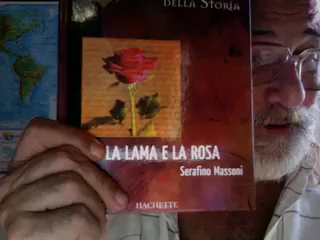 DELLA STORIA
LA LAMA E LA ROSA
Serafino Massoni
HACHETTE